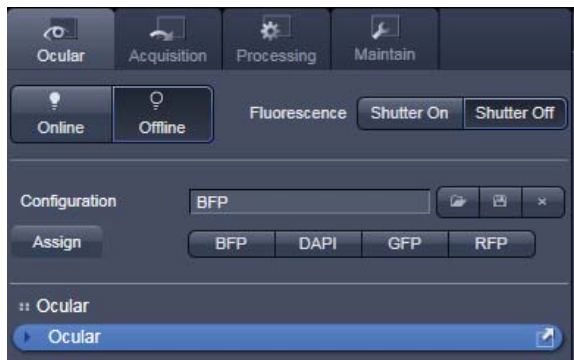 Ocular Acquisition Processing Maintain
Online Offline Fluorescence Shutter On Shutter Off
Configuration BFP
Assign BFP DAPI GFP RFP
Ocular
Ocular